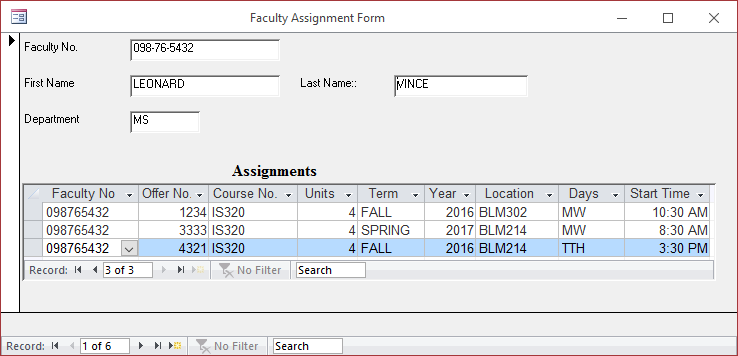 Faculty Assignment Form
Faculty No. 098-76-5432
First Name LEONARD Last Name:: VINCE
Department MS
Assignments
Faculty No Offer No. Course No. Units Term Year Location Days Start Time
098765432 1234 IS320 4 FALL 2016 BLM302 MW 10:30 AM
098765432 3333 IS320 4 SPRING 2017 BLM214 MW 8:30 AM
098765432 4321 IS320 4 FALL 2016 BLM214 TTH 3:30 PM
Record: 3 of 3 No Filter Search
Record: 1 of 6 No Filter Search